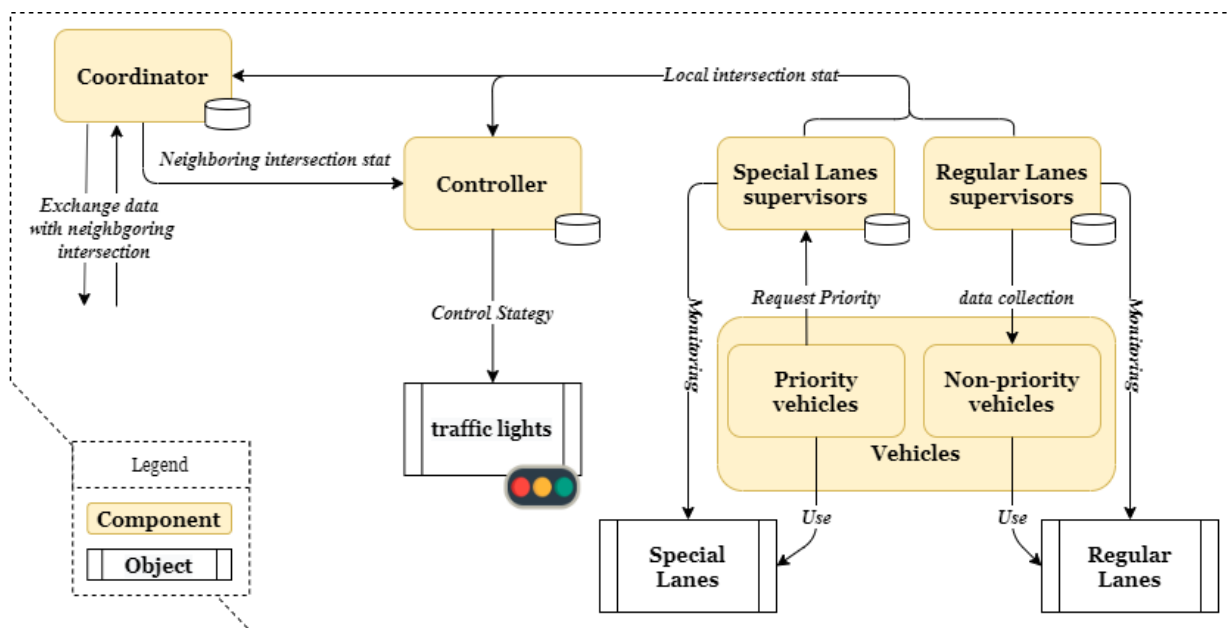 Coordinator
Local intersection stat
Neighboring intersection stat
Controller
Special Lanes
supervisors
Regular Lanes
supervisors
Exchange data
with neighbgoring
intersection
Request Priority
data collection
Monitoring
Monitoring
Control Stategy
Priority
vehicles
Non-priority
vehicles
Vehicles
traffic lights
Legend
Component
Object
Use
Use
Special
Lanes
Regular
Lanes